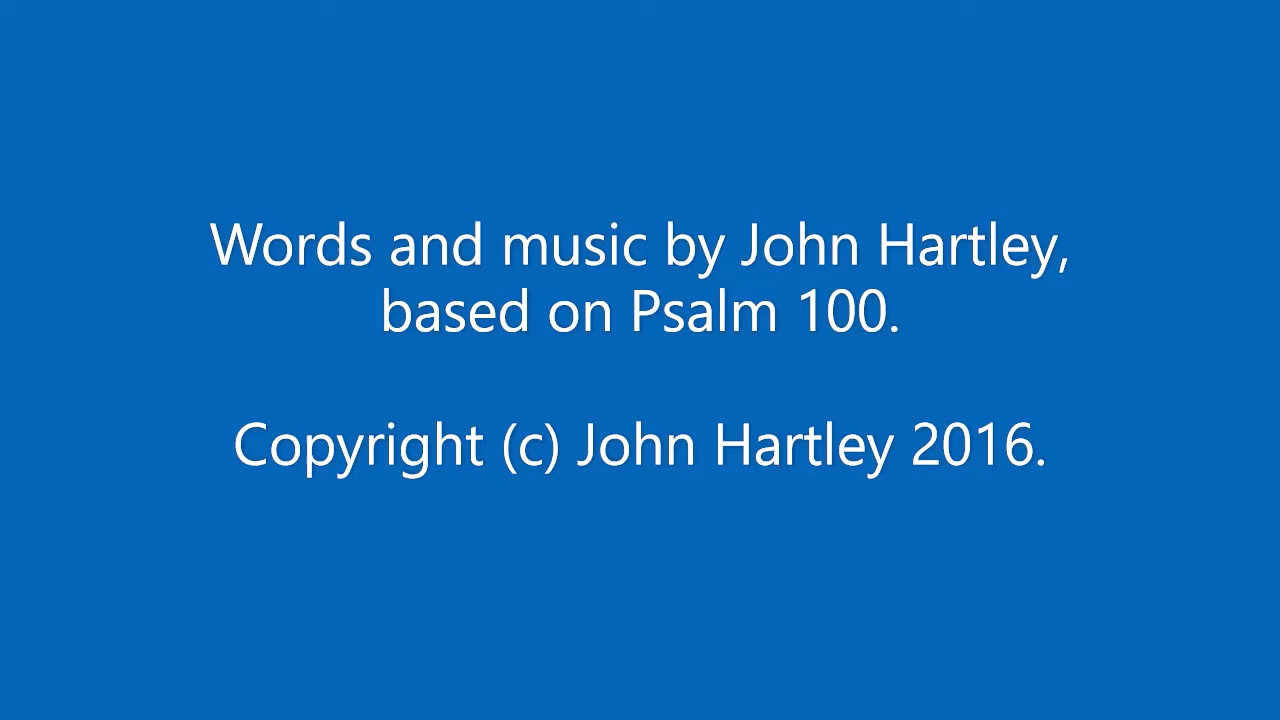 Words and music by John Hartley,
based on Psalm 100.
Copyright (c) John Hartley 2016.